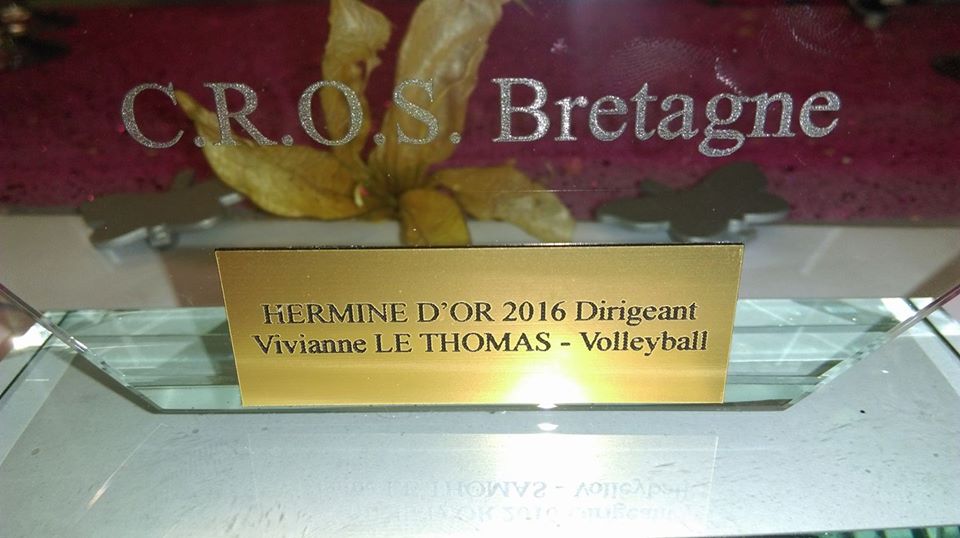 C.R.O.S. Bretagne
HERMINE D'OR 2016 Dirigeant
Vivianne LE THOMAS - Volleyball